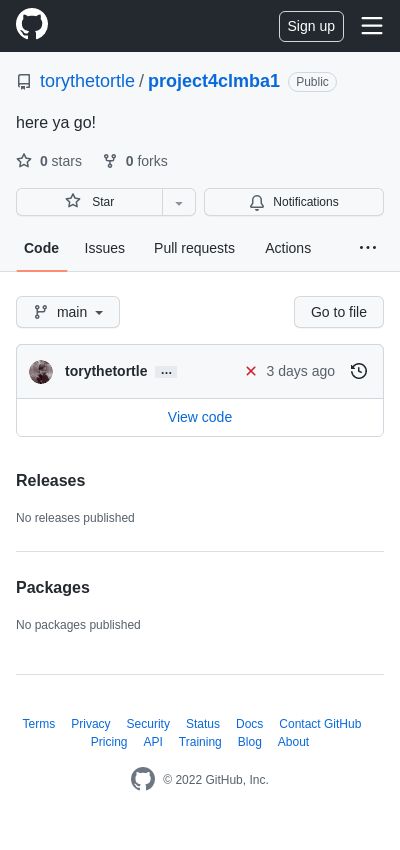 Sign up
torythetortle / project4clmba1 Public
here ya go!
0 stars 0 forks
Star Notifications
Code Issues Pull requests Actions ...
main Go to file
torythetortle ... 3 days ago
View code
Releases
No releases published
Packages
No packages published
Terms Privacy Security Status Docs Contact GitHub
Pricing API Training Blog About
© 2022 GitHub, Inc.